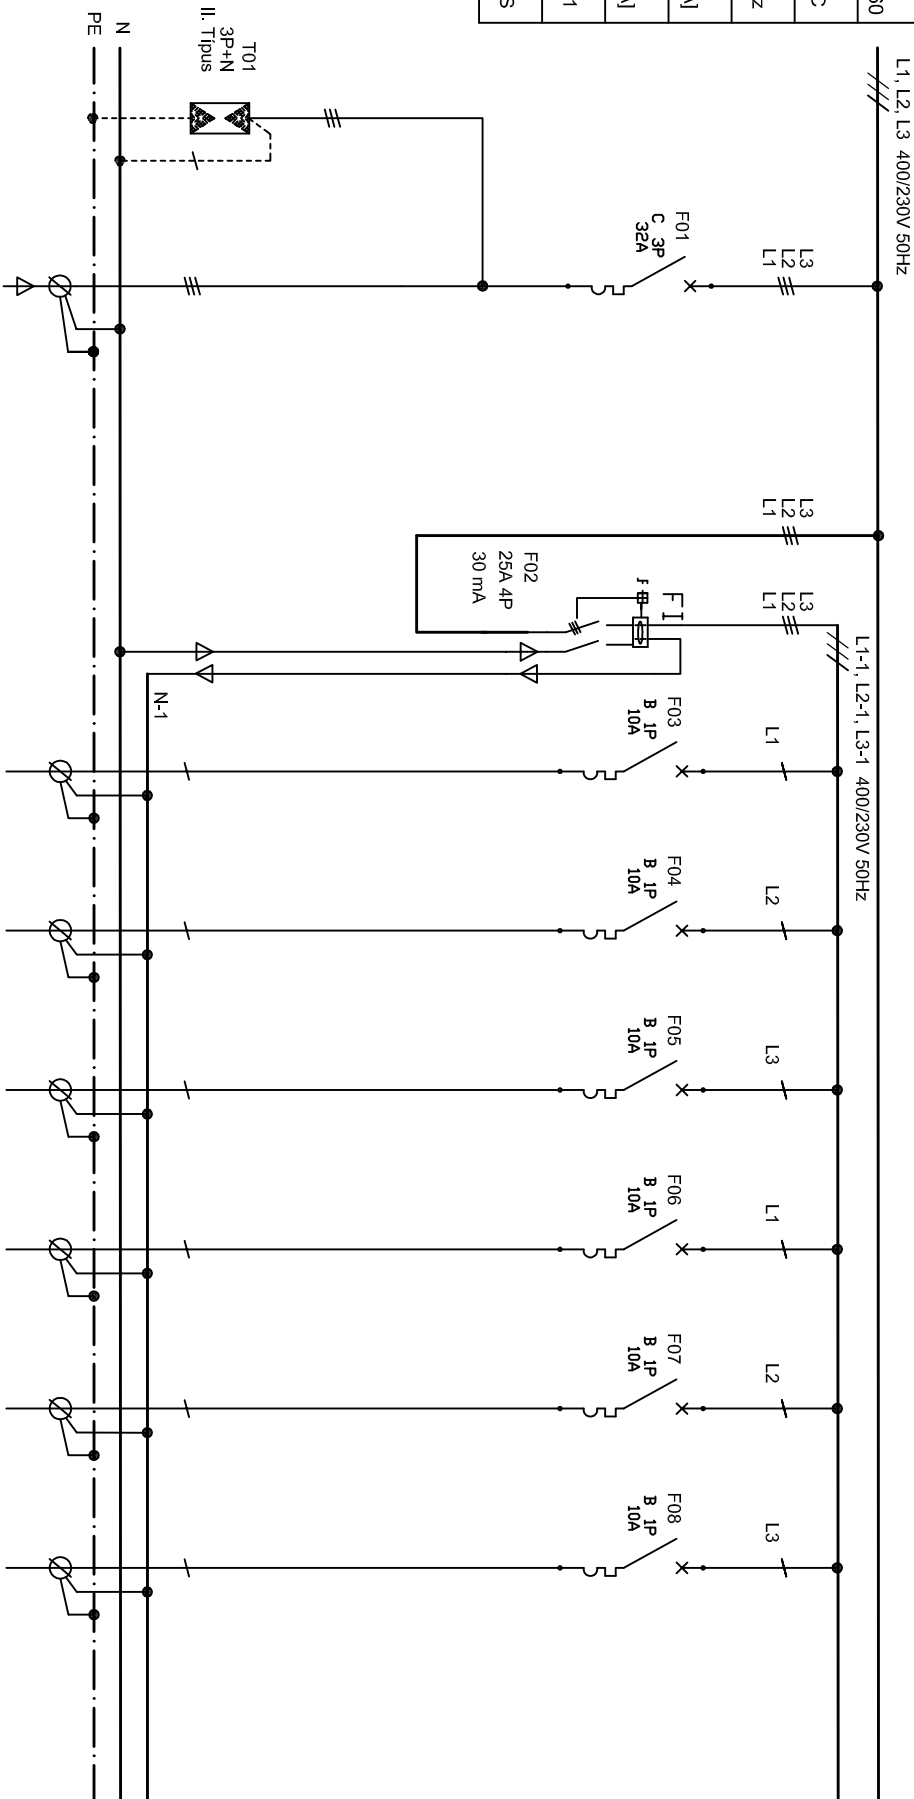 60
C
z
A]
A]
1
S
L1, L2, L3 400/230V 50Hz
L1-1, L2-1, L3-1 400/230V 50Hz
L3
L2
L1
L3
L2
L1
L3
L2
L1
L1
L2
L3
L1
L2
L3
F01
C 3P
32A
FI
F02
25A 4P
30 mA
F03
B 1P
10A
F04
B 1P
10A
F05
B 1P
10A
F06
B 1P
10A
F07
B 1P
10A
F08
B 1P
10A
T01
3P+N
II. Típus
N-1
N
PE